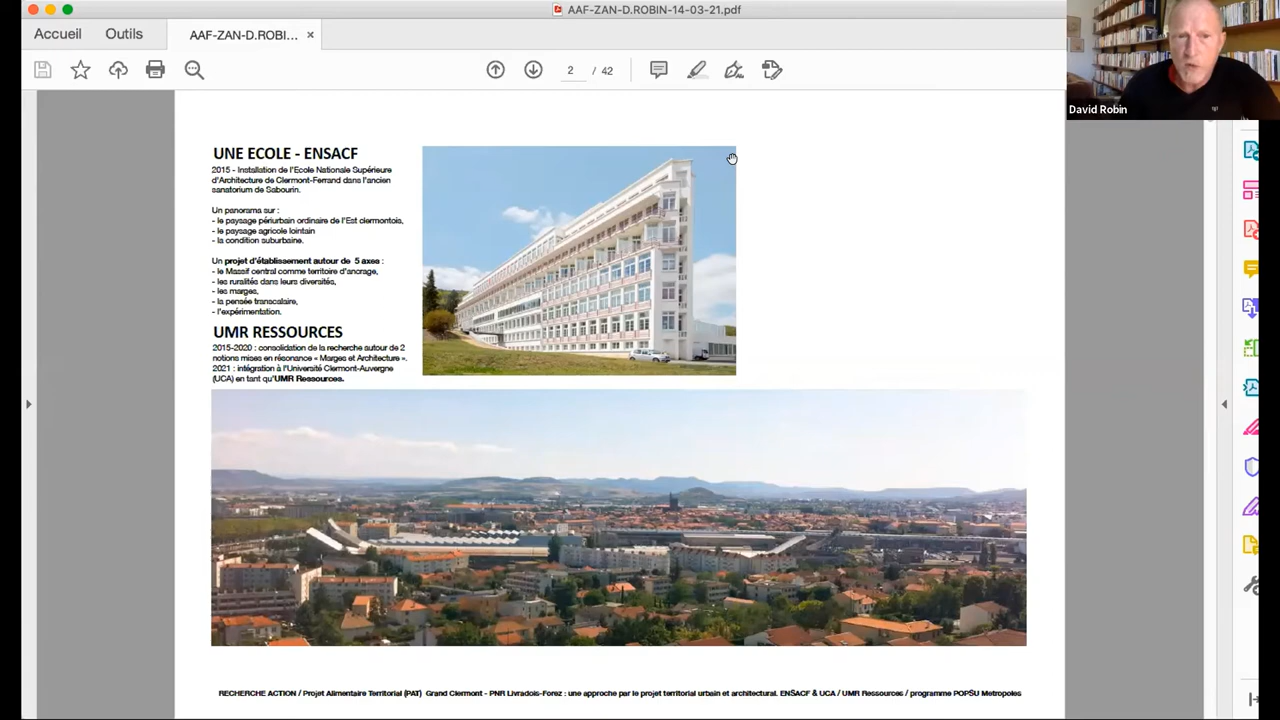 AAF-ZAN-D.ROBIN-14-03-21.pdf
Accueil
Outils
AAF-ZAN-D.ROBI...
2 / 42
David Robin
UNE ECOLE - ENSACF
2015 - Installation de l'Ecole Nationale Supérieure
d'Architecture de Clermont-Ferrand dans l'ancien
sanatorium de Sabourin.
Un panorama sur :
- le paysage périurbain ordinaire de l'Est clermontois,
- le paysage agricole lointain
- la condition suburbaine.
Un projet d'établissement autour de 5 axes :
- le Massif central comme territoire d'ancrage,
- les ruralités dans leurs diversités,
- les marges,
- la pensée transcalaire,
- l'expérimentation.
UMR RESSOURCES
2015-2020 : consolidation de la recherche autour de 2
notions mises en résonance « Marges et Architecture ».
2021 : intégration à l'Université Clermont-Auvergne
(UCA) en tant qu'UMR Ressources.
RECHERCHE ACTION / Projet Alimentaire Territorial (PAT) Grand Clermont - PNR Livradois-Forez : une approche par le projet territorial urbain et architectural. ENSACF & UCA / UMR Ressources / programme POPSU Metropoles